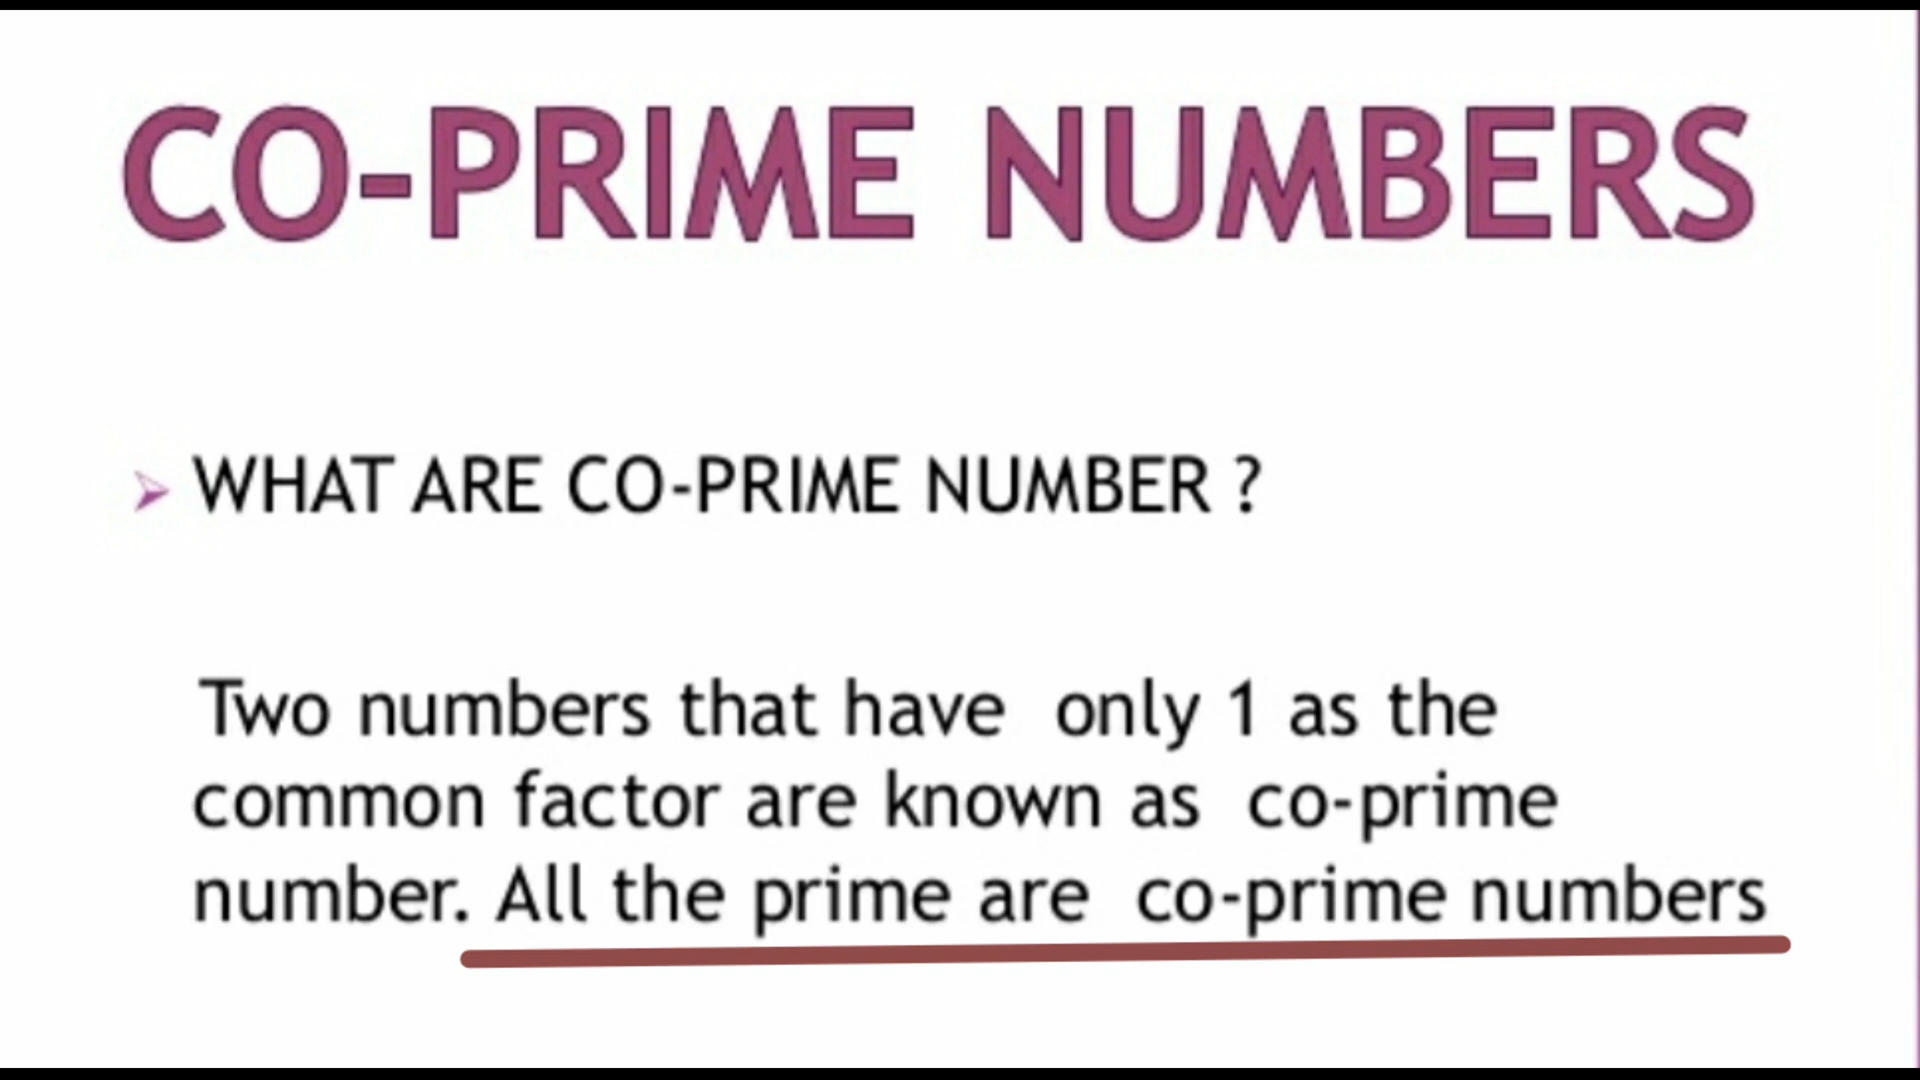 CO-PRIME NUMBERS
WHAT ARE CO-PRIME NUMBER ?
Two numbers that have only 1 as the
common factor are known as co-prime
number. All the prime are co-prime numbers